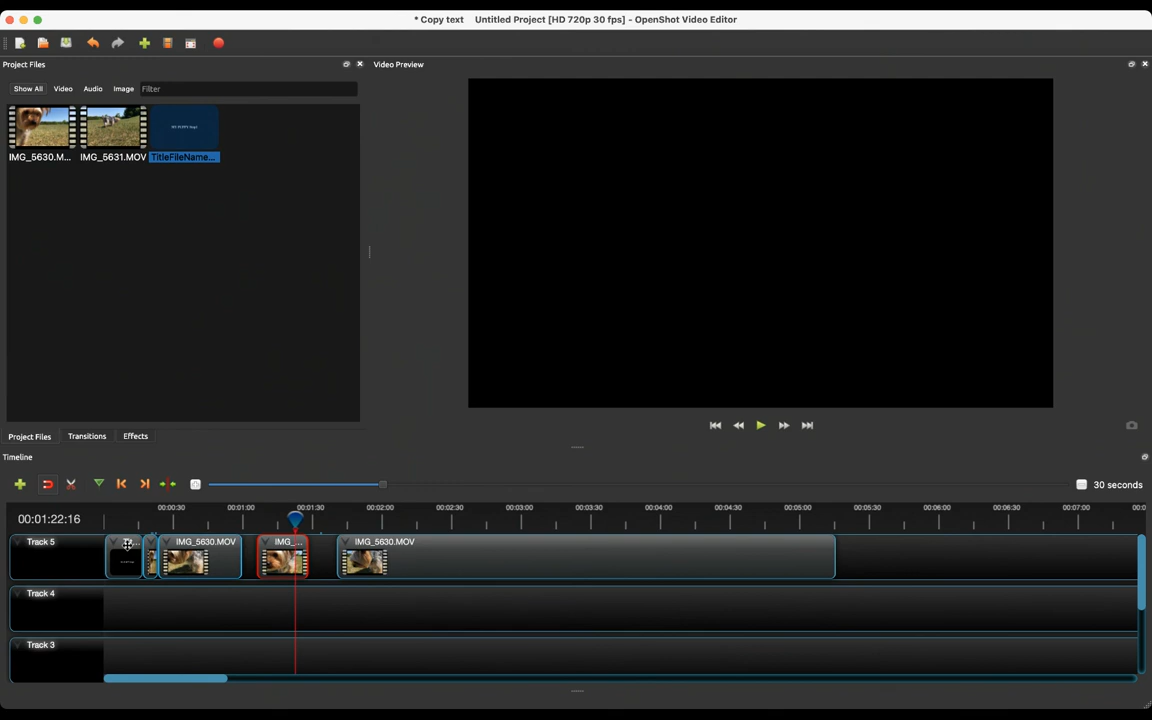 * Copy text Untitled Project [HD 720p 30 fps] - OpenShot Video Editor
Project Files
Video Preview
Show All Video Audio Image Filter
IMG_5630.M... IMG_5631.MOV TitleFileName...
Project Files Transitions Effects
Timeline
30 seconds
00:01:22:16
00:00:30 00:01:00 00:01:30 00:02:00 00:02:30 00:03:00 00:03:30 00:04:00 00:04:30 00:05:00 00:05:30 00:06:00 00:06:30 00:07:00 00:0
Track 5
IMG_5630.MOV IMG_... IMG_5630.MOV
Track 4
Track 3